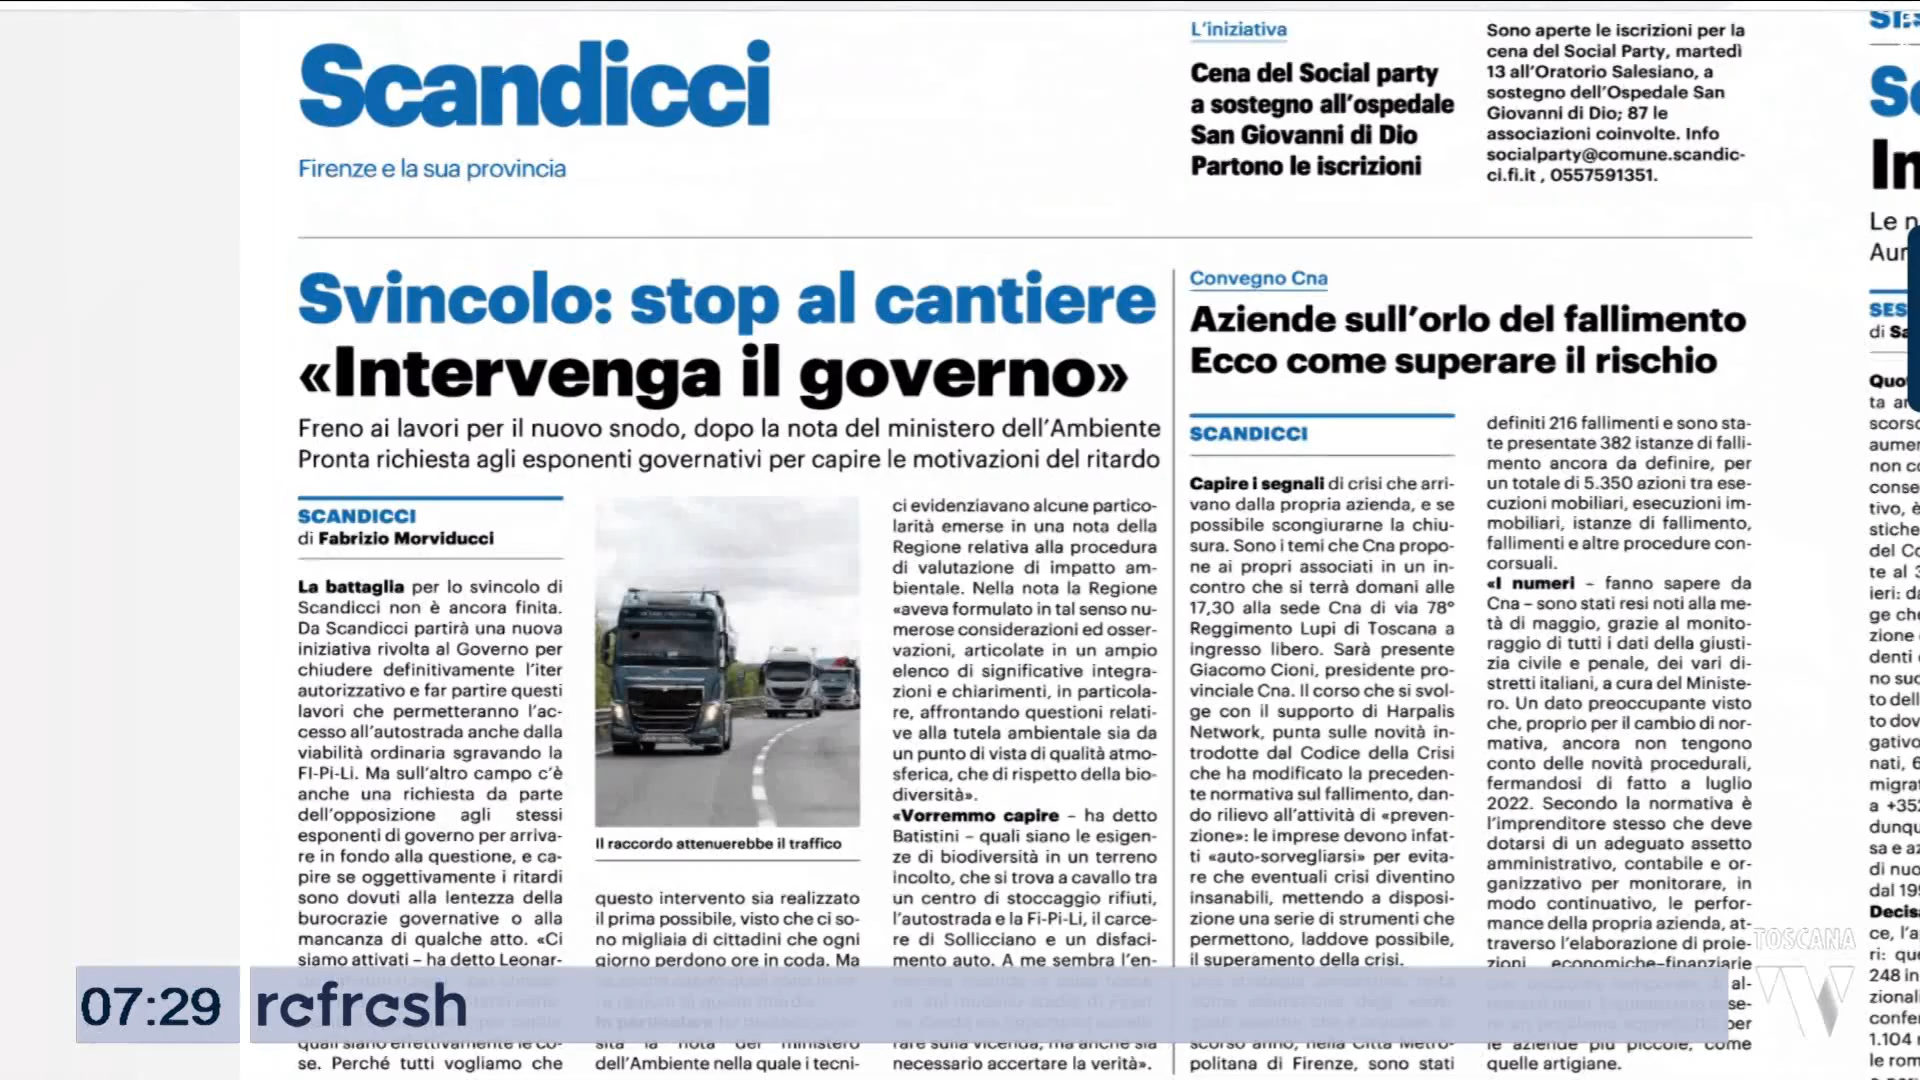 Scandicci
Firenze e la sua provincia
L'iniziativa
Cena del Social party
a sostegno all'ospedale
San Giovanni di Dio
Partono le iscrizioni
Sono aperte le iscrizioni per la
cena del Social Party, martedì
13 all'Oratorio Salesiano, a
sostegno dell'Ospedale San
Giovanni di Dio; 87 le
associazioni coinvolte. Info
socialparty@comune.scandic-
ci.fi.it , 0557591351.
Svincolo: stop al cantiere
«Intervenga il governo»
Freno ai lavori per il nuovo snodo, dopo la nota del ministero dell'Ambiente
Pronta richiesta agli esponenti governativi per capire le motivazioni del ritardo
SCANDICCI
di Fabrizio Morviducci
La battaglia per lo svincolo di
Scandicci non è ancora finita.
Da Scandicci partirà una nuova
iniziativa rivolta al Governo per
chiudere definitivamente l'iter
autorizzativo e far partire questi
lavori che permetteranno l'ac-
cesso all'autostrada anche dalla
viabilità ordinaria sgravando la
FI-Pi-Li. Ma sull'altro campo c'è
anche una richiesta da parte
dell'opposizione agli stessi
esponenti di governo per arriva-
re in fondo alla questione, e ca-
pire se oggettivamente i ritardi
sono dovuti alla lentezza della
burocrazie governative o alla
mancanza di qualche atto. «Ci
siamo attivati – ha detto Leonar-
quali siano effettivamente le co-
se. Perché tutti vogliamo che
Il raccordo attenuerebbe il traffico
questo intervento sia realizzato
il prima possibile, visto che ci so-
no migliaia di cittadini che ogni
giorno perdono ore in coda. Ma
sita la nota del ministero
dell'Ambiente nella quale i tecni-
ci evidenziavano alcune partico-
larità emerse in una nota della
Regione relativa alla procedura
di valutazione di impatto am-
bientale. Nella nota la Regione
«aveva formulato in tal senso nu-
merose considerazioni ed osser-
vazioni, articolate in un ampio
elenco di significative integra-
zioni e chiarimenti, in particola-
re, affrontando questioni relati-
ve alla tutela ambientale sia da
un punto di vista di qualità atmo-
sferica, che di rispetto della bio-
diversità».
«Vorremmo capire – ha detto
Batistini – quali siano le esigen-
ze di biodiversità in un terreno
incolto, che si trova a cavallo tra
un centro di stoccaggio rifiuti,
l'autostrada e la Fi-Pi-Li, il carce-
re di Sollicciano e un disfaci-
mento auto. A me sembra l'en-
rare sulla vicenda, ma anche sia
necessario accertare la verità».
Convegno Cna
Aziende sull'orlo del fallimento
Ecco come superare il rischio
SCANDICCI
Capire i segnali di crisi che arri-
vano dalla propria azienda, e se
possibile scongiurarne la chiu-
sura. Sono i temi che Cna propo-
ne ai propri associati in un in-
contro che si terrà domani alle
17,30 alla sede Cna di via 78°
Reggimento Lupi di Toscana a
ingresso libero. Sarà presente
Giacomo Cioni, presidente pro-
vinciale Cna. Il corso che si svol-
ge con il supporto di Harpalis
Network, punta sulle novità in-
trodotte dal Codice della Crisi
che ha modificato la preceden-
te normativa sul fallimento, dan-
do rilievo all'attività di «preven-
zione»: le imprese devono infat-
ti «auto-sorvegliarsi» per evita-
re che eventuali crisi diventino
insanabili, mettendo a disposi-
zione una serie di strumenti che
permettono, laddove possibile,
il superamento della crisi.
scorso anno, nella Città Metro-
politana di Firenze, sono stati
definiti 216 fallimenti e sono sta-
te presentate 382 istanze di falli-
mento ancora da definire, per
un totale di 5.350 azioni tra ese-
cuzioni mobiliari, esecuzioni im-
mobiliari, istanze di fallimento,
fallimenti e altre procedure con-
corsuali.
«I numeri – fanno sapere da
Cna – sono stati resi noti alla me-
tà di maggio, grazie al monito-
raggio di tutti i dati della giusti-
zia civile e penale, dei vari di-
stretti italiani, a cura del Ministe-
ro. Un dato preoccupante visto
che, proprio per il cambio di nor-
mativa, ancora non tengono
conto delle novità procedurali,
fermandosi di fatto a luglio
2022. Secondo la normativa è
l'imprenditore stesso che deve
dotarsi di un adeguato assetto
amministrativo, contabile e or-
ganizzativo per monitorare, in
modo continuativo, le perfor-
mance della propria azienda, at-
traverso l'elaborazione di proie-
zioni economiche-finanziarie
le aziende più piccole, come
quelle artigiane.
07:29 rafrash
TOSCANA
TV